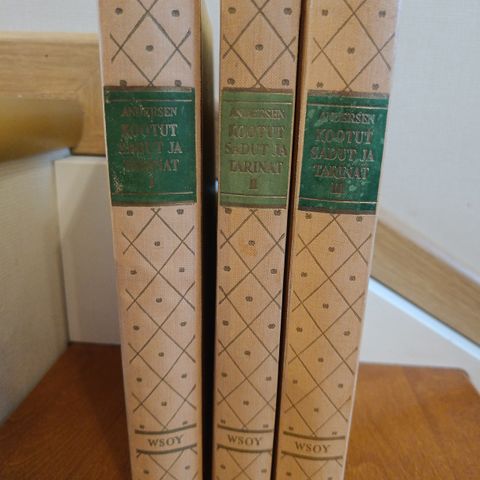 ANDERSEN
KOOTUT
SADUT JA
TARINAT
I
WSOY
ANDERSEN
KOOTUT
SADUT JA
TARINAT
II
WSOY
ANDERSEN
KOOTUT
SADUT JA
TARINAT
III
WSOY